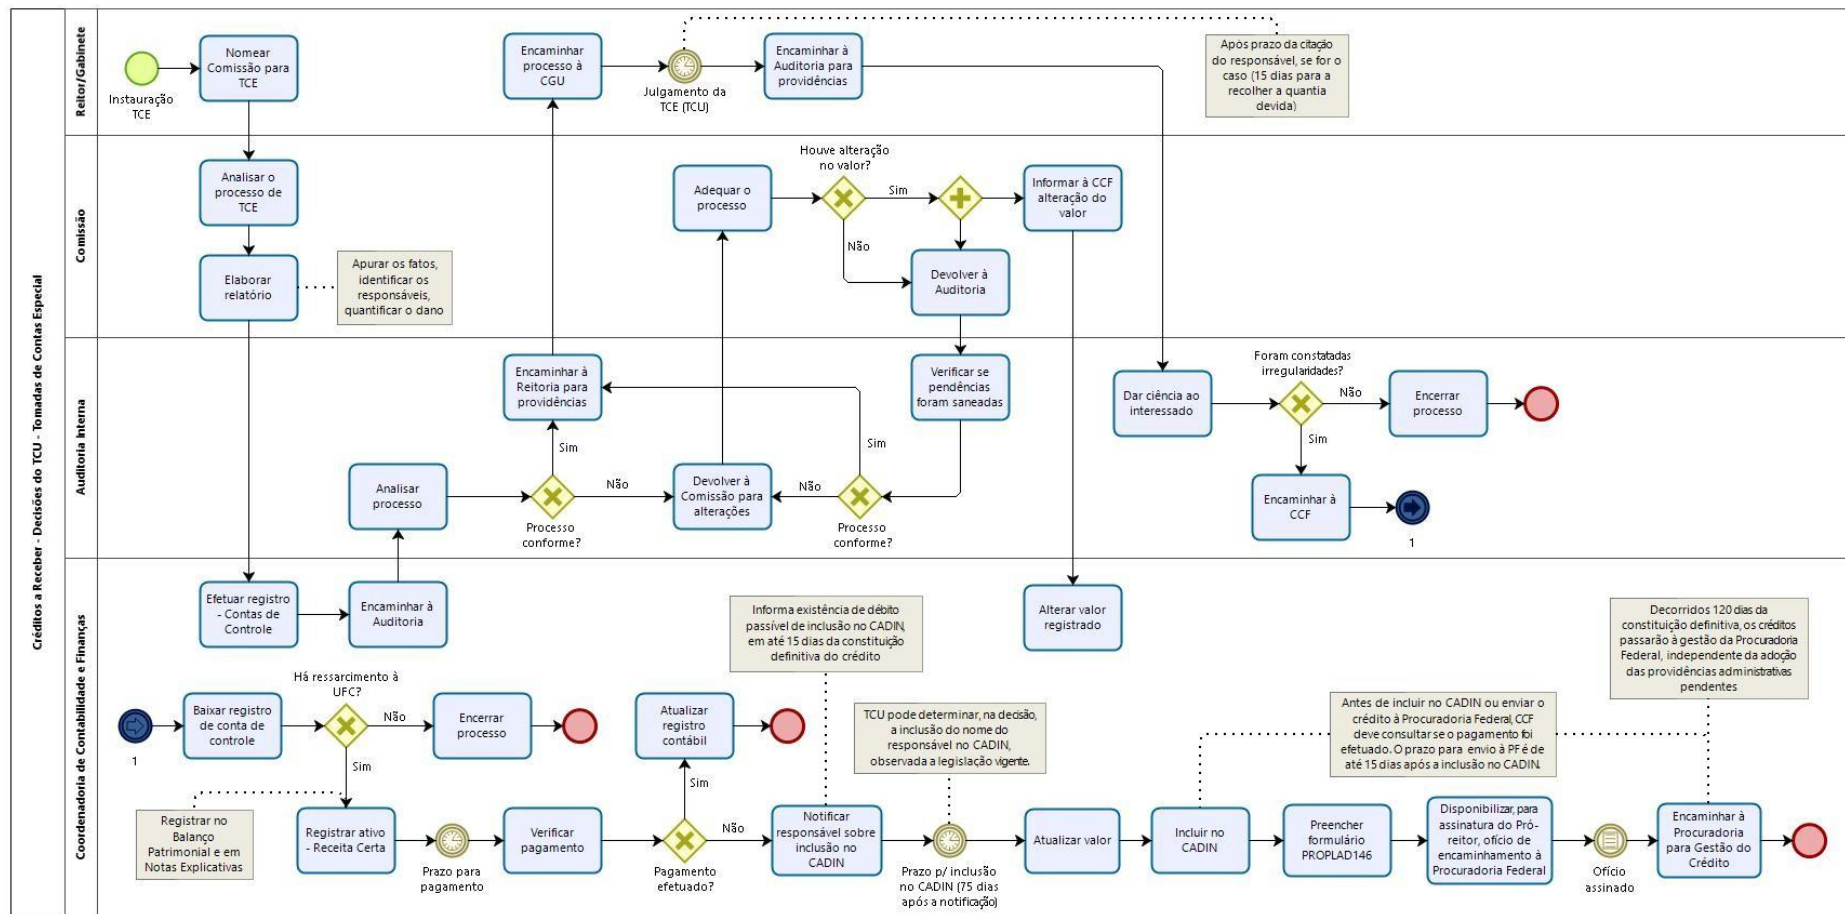 Créditos a Receber - Decisões do TCU - Tomadas de Contas Especial
Reitor/Gabinete
Instauração
TCE
Nomear
Comissão para
TCE
Encaminhar
processo à
CGU
Julgamento da
TCE (TCU)
Encaminhar à
Auditoria para
providências
Após prazo da citação
do responsável, se for o
caso (15 dias para a
recolher a quantia
devida)
Comissão
Analisar o
processo de
TCE
Elaborar
relatório
Apurar os fatos,
identificar os
responsáveis,
quantificar o dano
Adequar o
processo
Houve alteração
no valor?
Sim
Não
Informar à CCF
alteração do
valor
Devolver à
Auditoria
Auditoria Interna
Encaminhar à
Reitoria para
providências
Verificar se
pendências
foram saneadas
Sim
Sim
Analisar
processo
Processo
conforme?
Não
Devolver à
Comissão para
alterações
Não
Processo
conforme?
Dar ciência ao
interessado
Foram constatadas
irregularidades?
Não
Encerrar
processo
Sim
Encaminhar à
CCF
1
Coordenadoria de Contabilidade e Finanças
Efetuar registro
- Contas de
Controle
Encaminhar à
Auditoria
Alterar valor
registrado
1
Baixar registro
de conta de
controle
Há ressarcimento à
UFC?
Não
Encerrar
processo
Sim
Registrar no
Balanço
Patrimonial e em
Notas Explicativas
Registrar ativo
- Receita Certa
Prazo para
pagamento
Verificar
pagamento
Pagamento
efetuado?
Sim
Atualizar
registro
contábil
Não
Informa existência de débito
passível de inclusão no CADIN,
em até 15 dias da constituição
definitiva do crédito
Notificar
responsável sobre
inclusão no
CADIN
TCU pode determinar, na decisão,
a inclusão do nome do
responsável no CADIN,
observada a legislação vigente.
Prazo p/ inclusão
no CADIN (75 dias
após a notificação)
Atualizar valor
Incluir no
CADIN
Antes de incluir no CADIN ou enviar o
crédito à Procuradoria Federal, CCF
deve consultar se o pagamento foi
efetuado. O prazo para envio à PF é de
até 15 dias após a inclusão no CADIN.
Preencher
formulário
PROPLAD146
Disponibilizar, para
assinatura do Pró-
reitor, ofício de
encaminhamento à
Procuradoria Federal
Ofício
assinado
Decorridos 120 dias da
constituição definitiva, os créditos
passarão à gestão da Procuradoria
Federal, independente da adoção
das providências administrativas
pendentes
Encaminhar à
Procuradoria
para Gestão do
Crédito